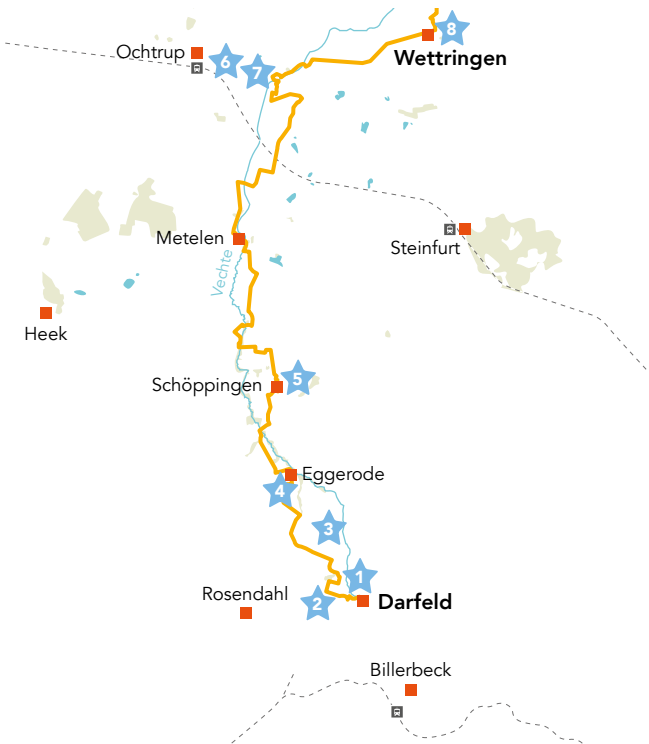 8
Ochtrup
6
7
Wettringen
Metelen
Steinfurt
Vechte
Heek
5
Schöppingen
Eggerode
4
3
1
Rosendahl
2
Darfeld
Billerbeck